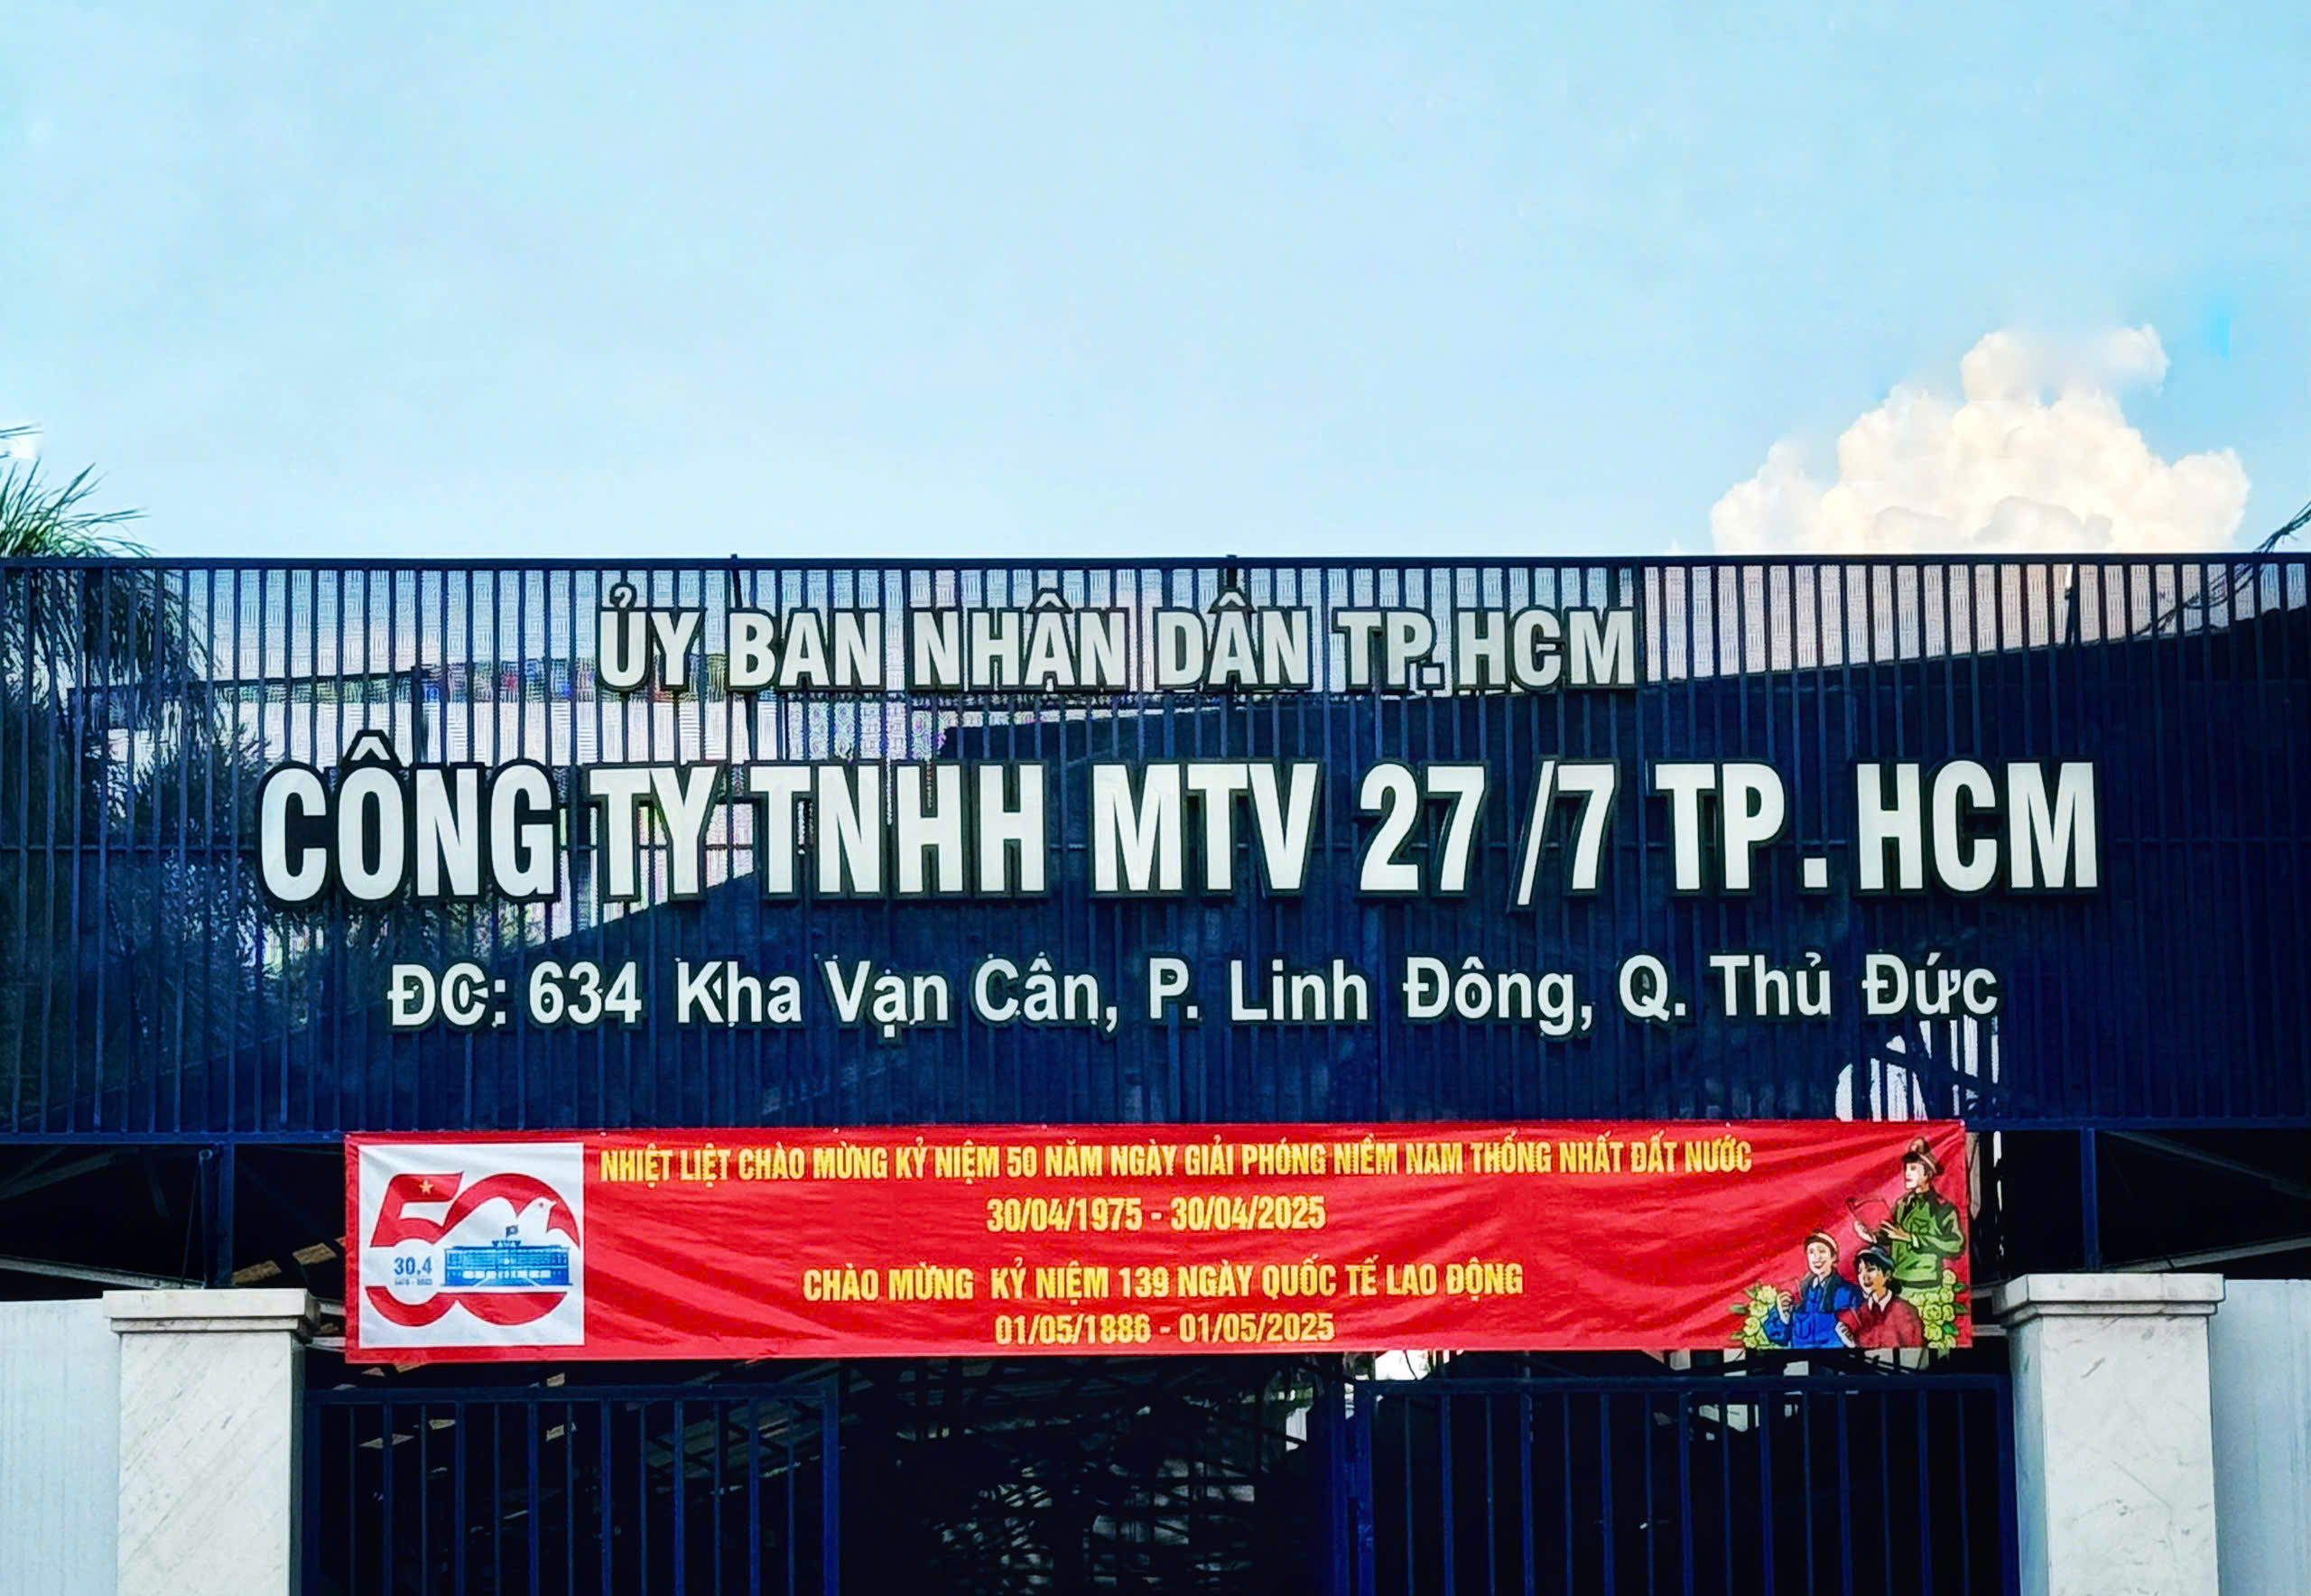 ỦY BAN NHÂN DÂN TP.HCM
CÔNG TY TNHH MTV 27/7 TP. HCM
ĐC: 634 Kha Vạn Cân, P. Linh Đông, Q. Thủ Đức
NHIỆT LIỆT CHÀO MỪNG KỶ NIỆM 50 NĂM NGÀY GIẢI PHÓNG NIỀM NAM THỐNG NHẤT ĐẤT NƯỚC
30/04/1975 - 30/04/2025
CHÀO MỪNG KỶ NIỆM 139 NGÀY QUỐC TẾ LAO ĐỘNG
01/05/1886 - 01/05/2025
50
30.4
1975 - 2025